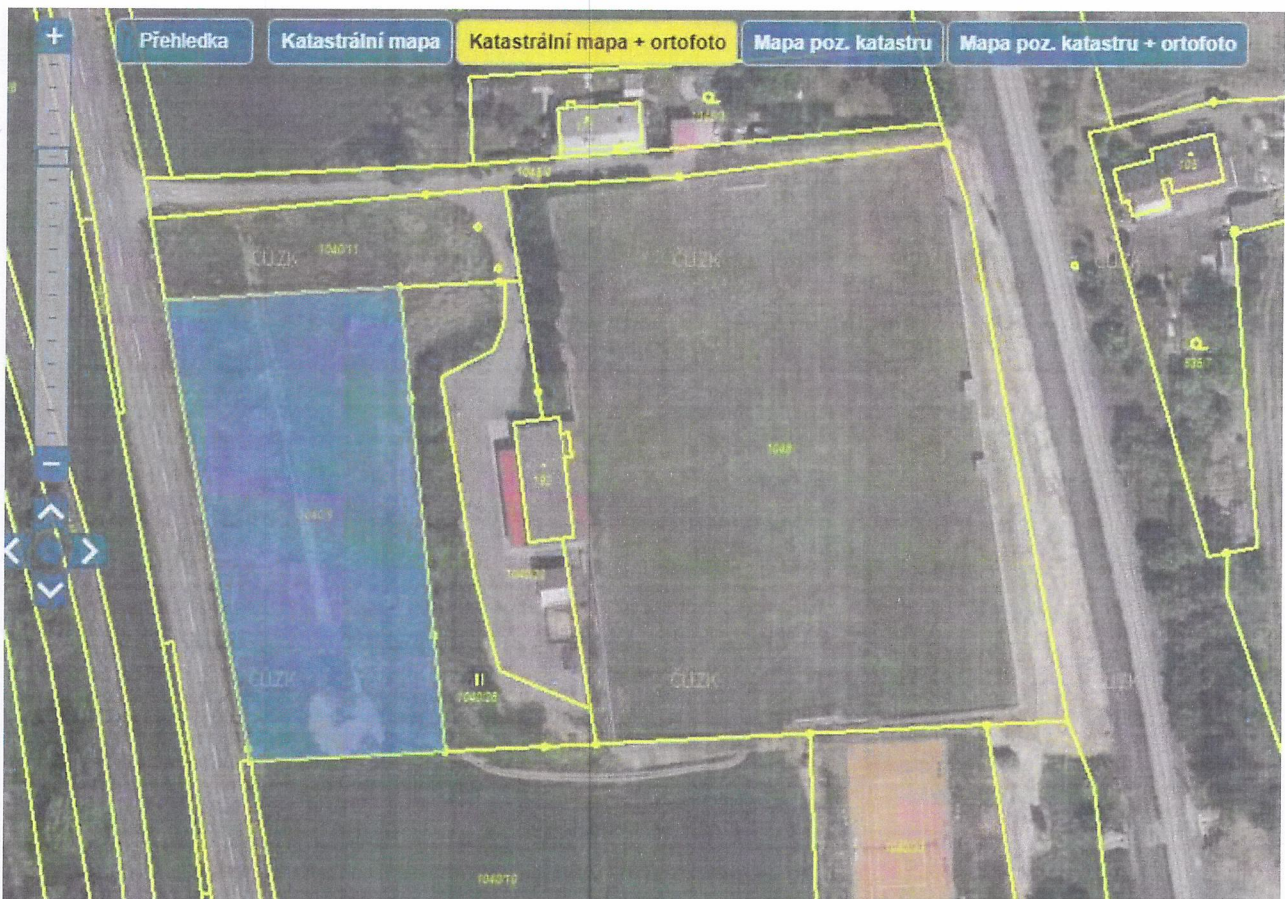 +
Přehledka
Katastrální mapa
Katastrální mapa + ortofoto
Mapa poz. katastru
Mapa poz. katastru + ortofoto
108
ČÚZK
1040/11
ČÚZK
ČÚZK
1048
1040/26
ČÚZK
ČÚZK
ČÚZK
1040/10